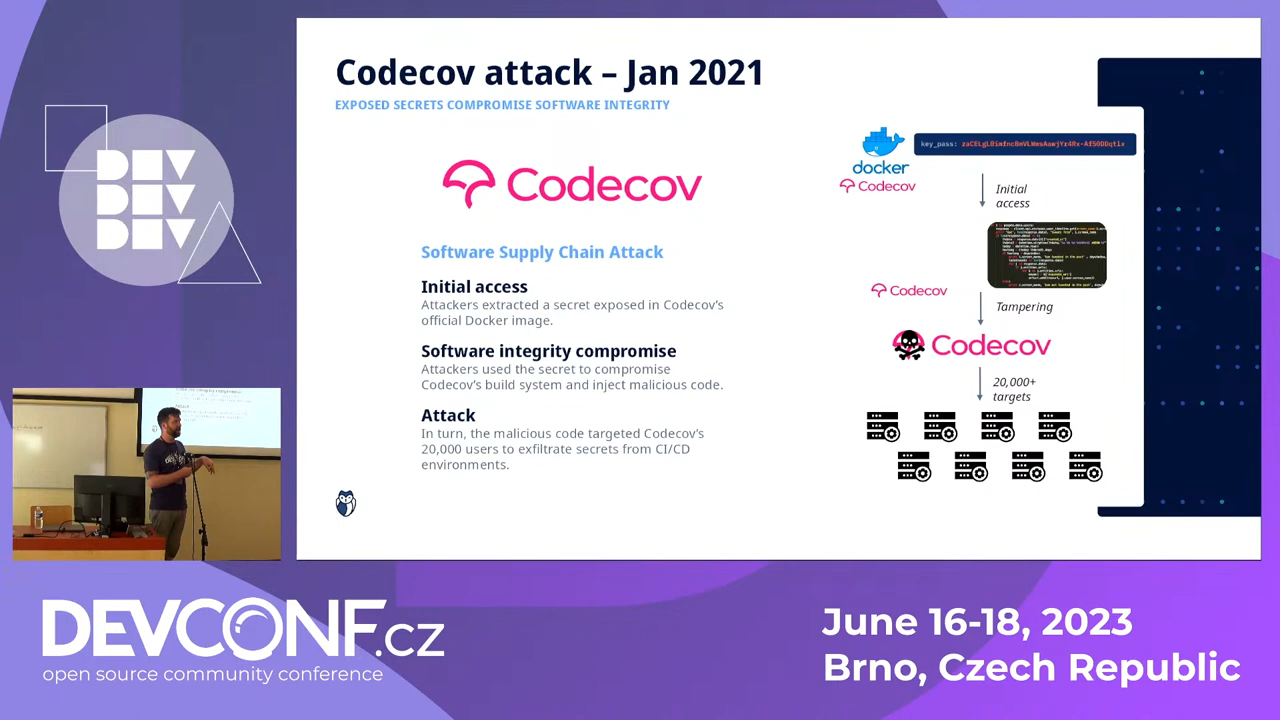 Codecov attack – Jan 2021
EXPOSED SECRETS COMPROMISE SOFTWARE INTEGRITY
Codecov
Software Supply Chain Attack
Initial access
Attackers extracted a secret exposed in Codecov's
official Docker image.
Software integrity compromise
Attackers used the secret to compromise
Codecov's build system and inject malicious code.
Attack
In turn, the malicious code targeted Codecov's
20,000 users to exfiltrate secrets from CI/CD
environments.
docker
Codecov
key_pass:
Initial
access
Codecov
Tampering
Codecov
20,000+
targets
DEV
DEV
DEV
DEVCONF.cz
open source community conference
June 16-18, 2023
Brno, Czech Republic